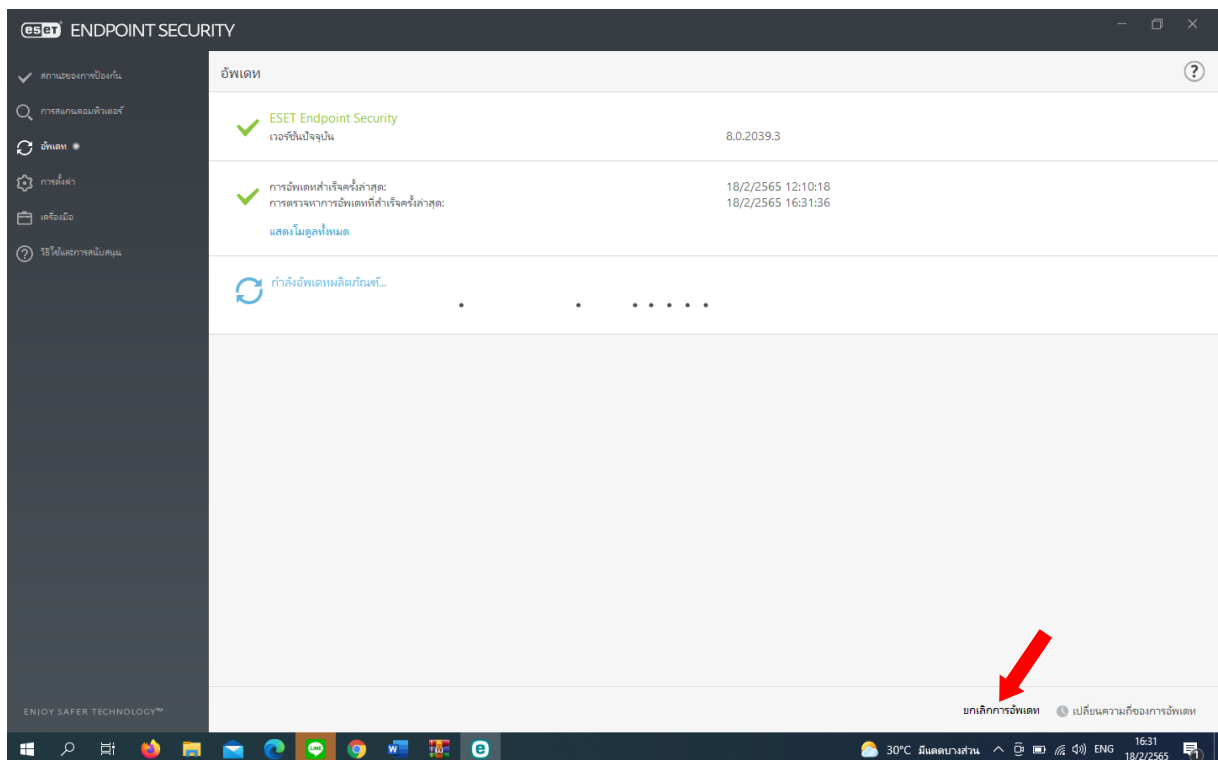 eset ENDPOINT SECURITY
สถานะของการป้องกัน
การสแกนคอมพิวเตอร์
อัพเดท
การตั้งค่า
เครื่องมือ
วิธีใช้และการสนับสนุน
ENJOY SAFER TECHNOLOGY™
อัพเดท
?
ESET Endpoint Security
เวอร์ชันปัจจุบัน 8.0.2039.3
การอัพเดทสำเร็จครั้งล่าสุด: 18/2/2565 12:10:18
การตรวจหาการอัพเดทที่สำเร็จครั้งล่าสุด: 18/2/2565 16:31:36
แสดงโมดูลทั้งหมด
กำลังอัพเดทผลิตภัณฑ์...
ยกเลิกการอัพเดท เปลี่ยนความถี่ของการอัพเดท
LINE W e 30°C มีแดดบางส่วน ENG 16:31
18/2/2565 1